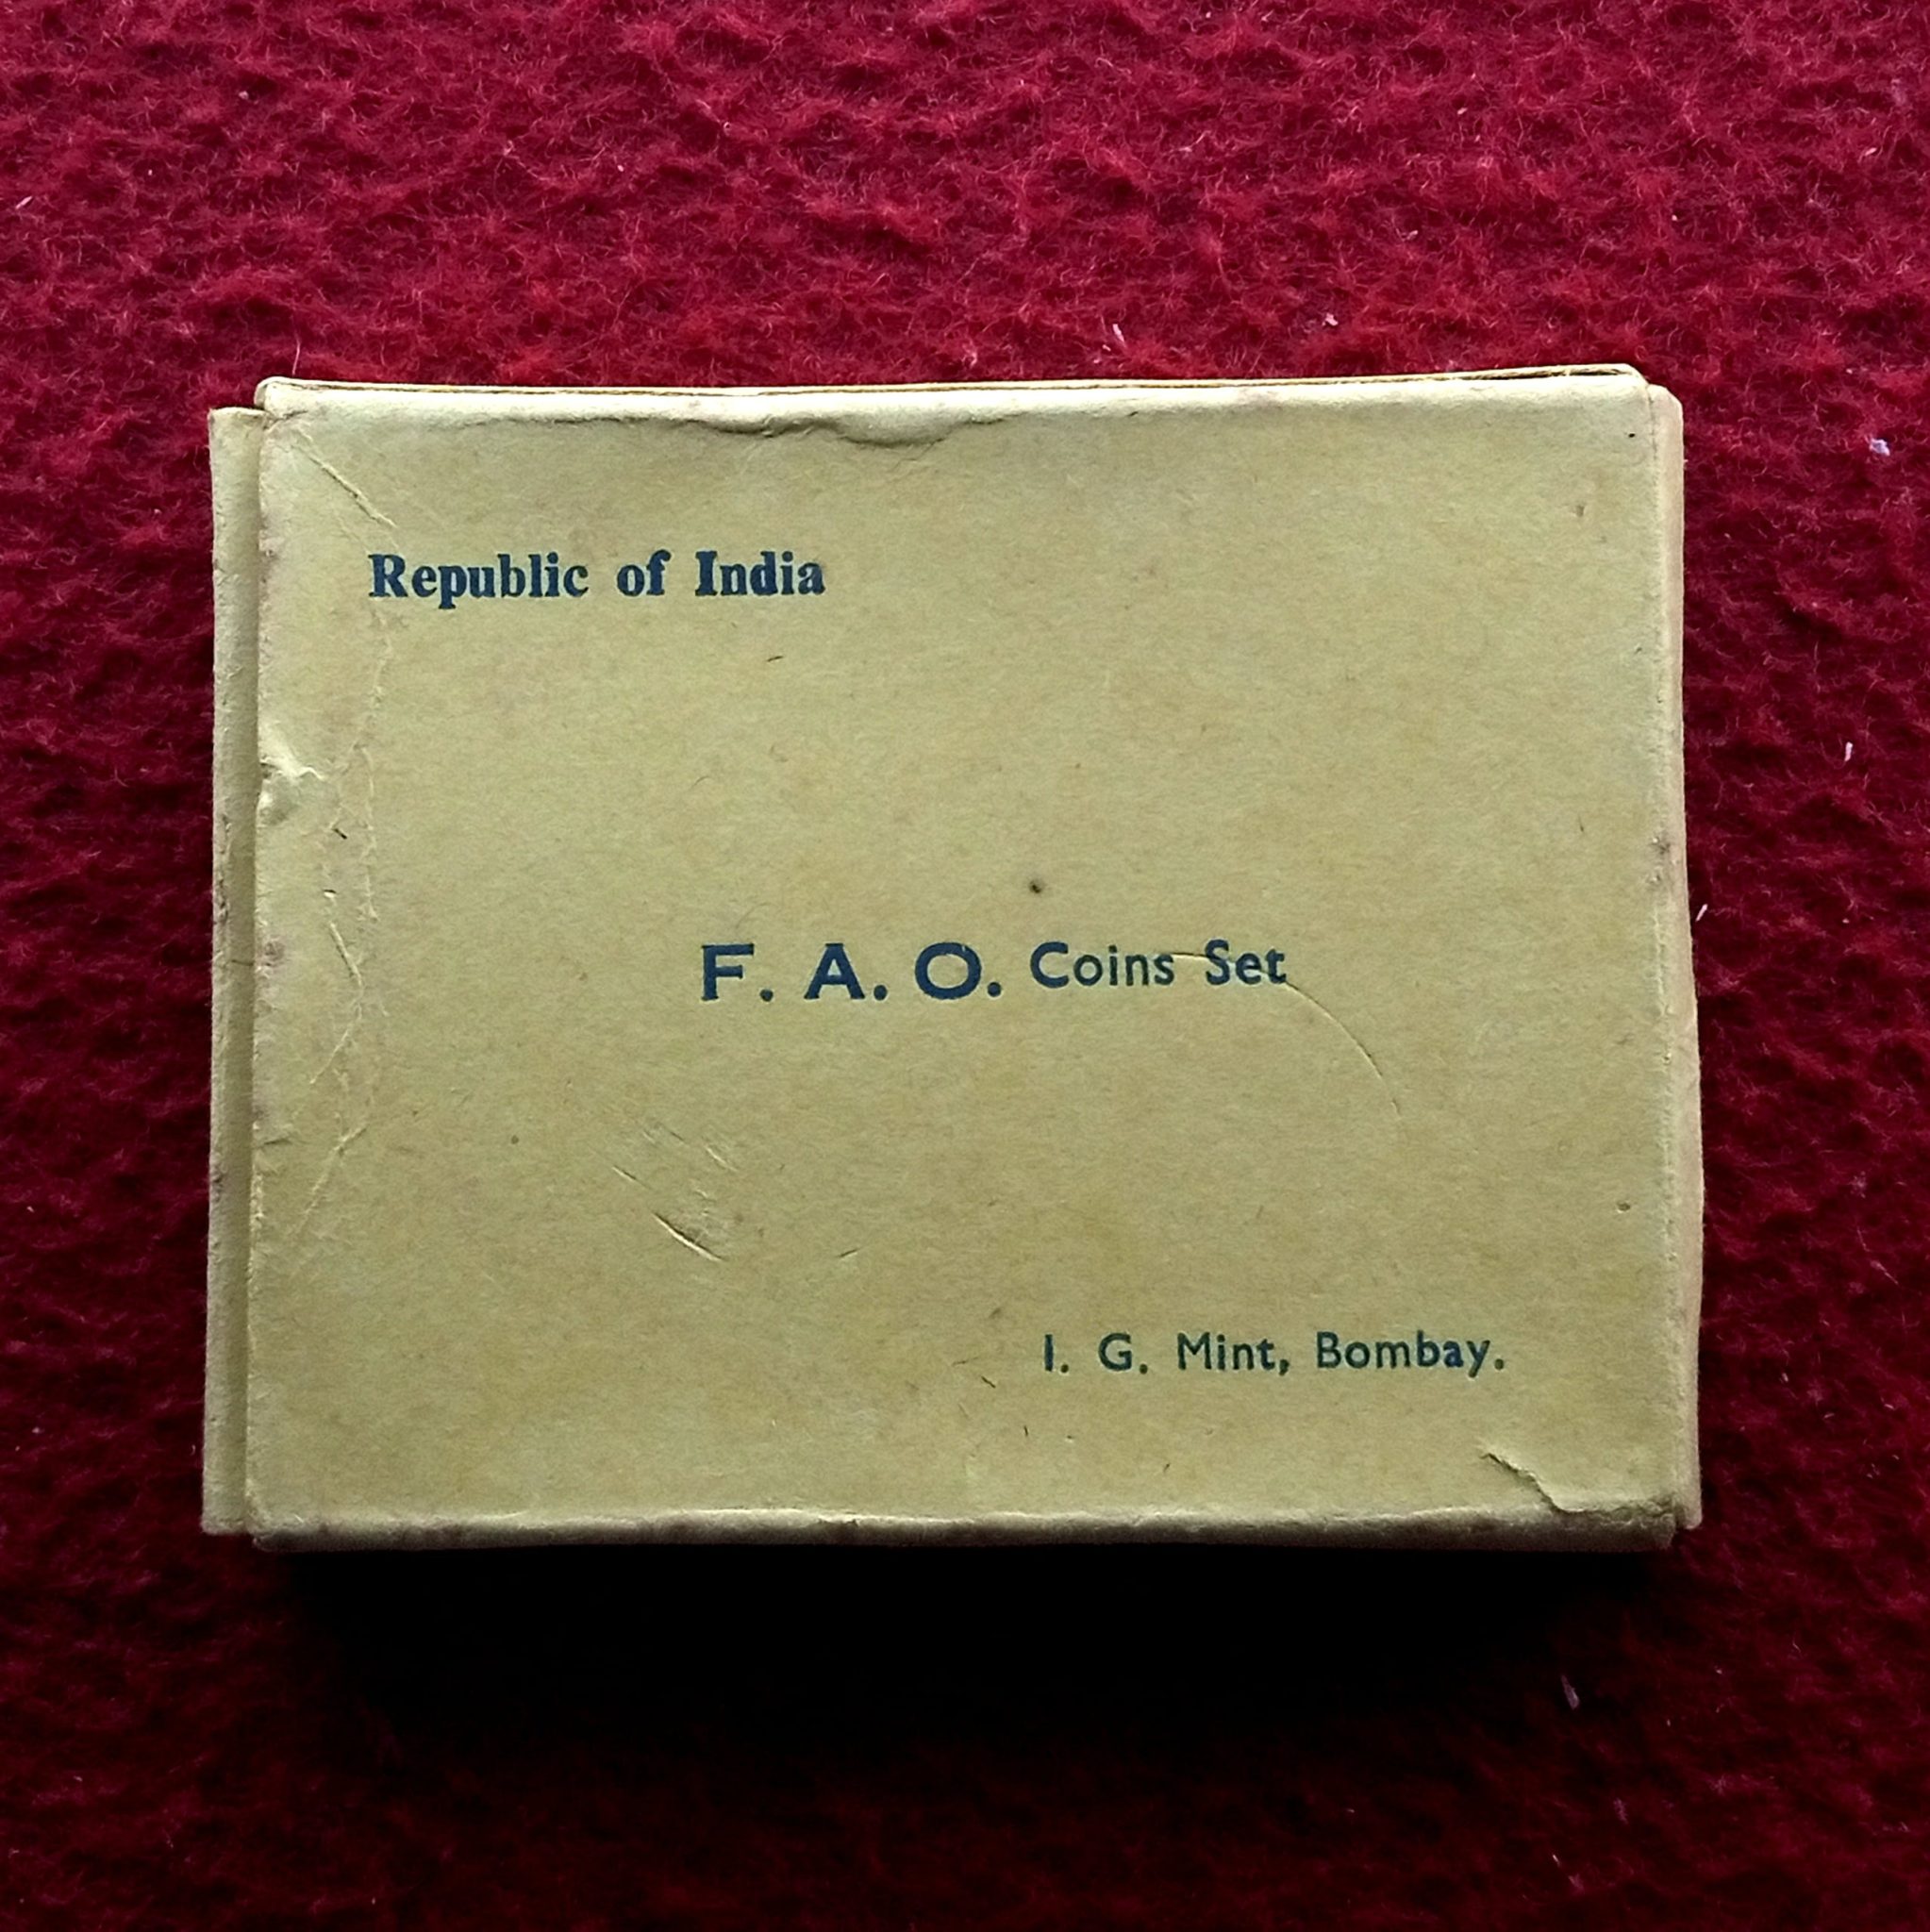 Republic of India
F. A. O. Coins Set
I. G. Mint, Bombay.